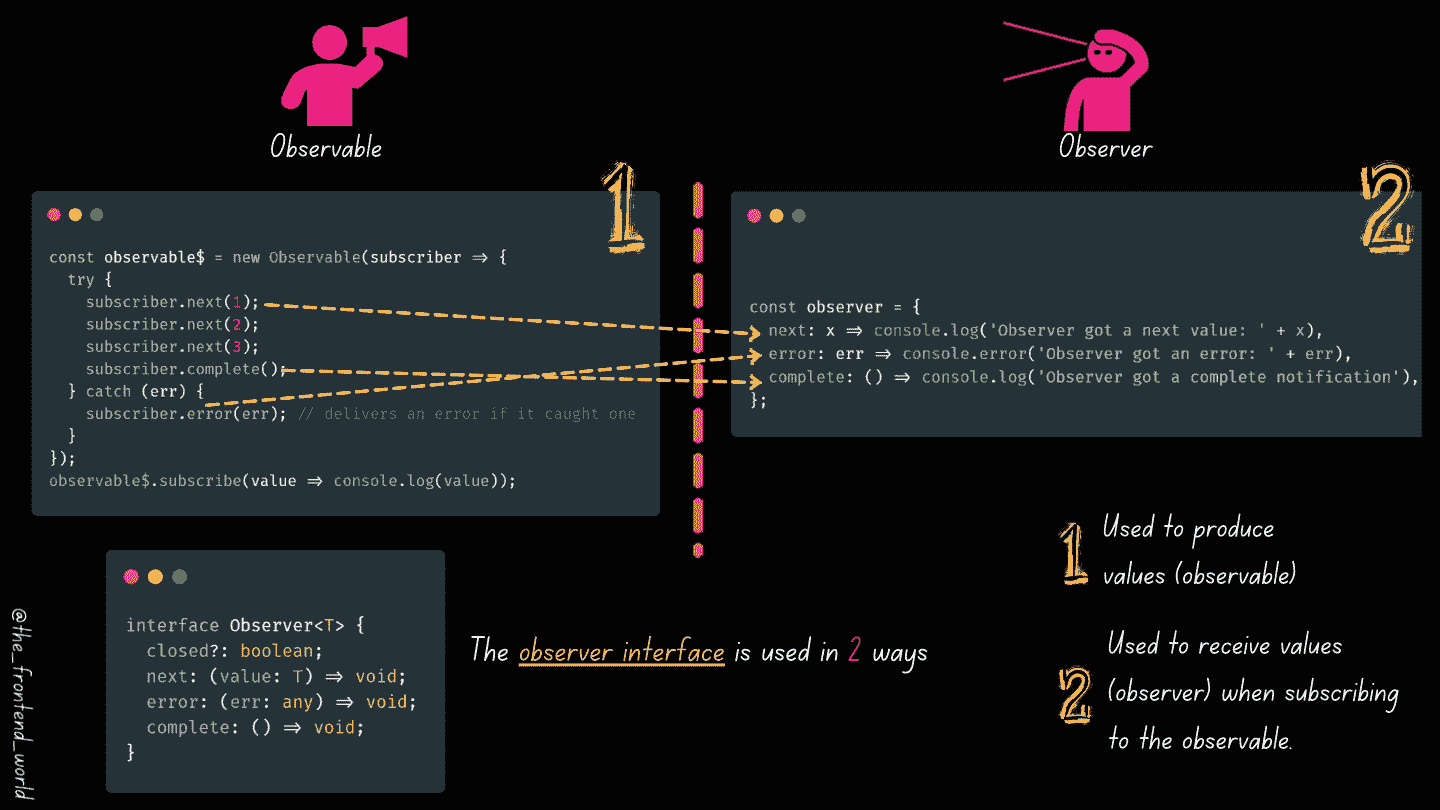 Observable
Observer
1
const observable$ = new Observable(subscriber => {
  try {
    subscriber.next(1);
    subscriber.next(2);
    subscriber.next(3);
    subscriber.complete();
  } catch (err) {
    subscriber.error(err); // delivers an error if it caught one
  }
});
observable$.subscribe(value => console.log(value));
2
const observer = {
  next: x => console.log('Observer got a next value: ' + x),
  error: err => console.error('Observer got an error: ' + err),
  complete: () => console.log('Observer got a complete notification'),
};
interface Observer<T> {
  closed?: boolean;
  next: (value: T) => void;
  error: (err: any) => void;
  complete: () => void;
}
The observer interface is used in 2 ways
1 Used to produce
values (observable)
2 Used to receive values
(observer) when subscribing
to the observable.
@the_frontend_world